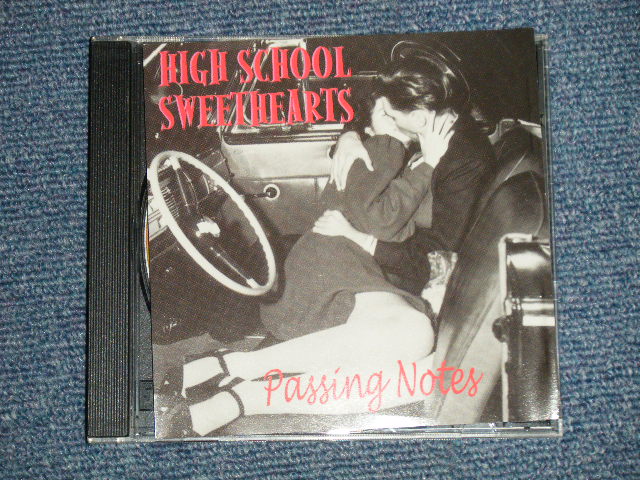 HIGH SCHOOL
SWEETHEARTS
Passing Notes